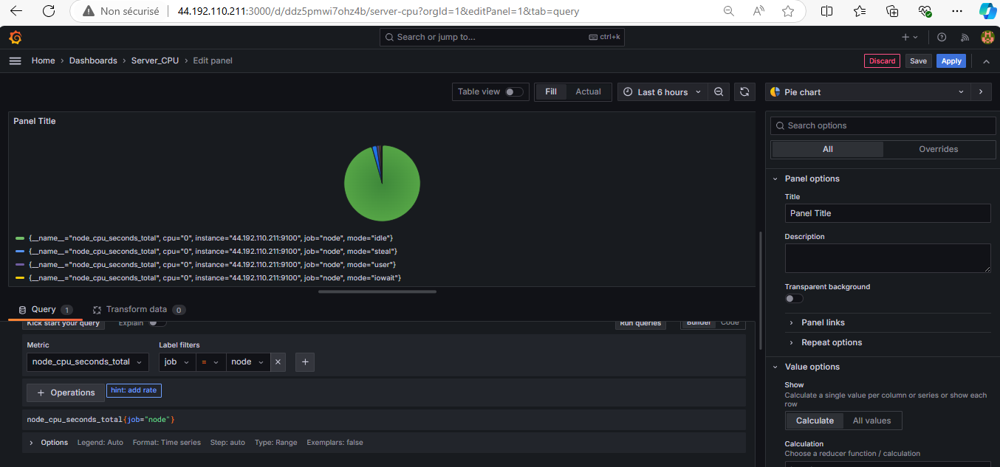 Non sécurisé 44.192.110.211:3000/d/ddz5pmwi7ohz4b/server-cpu?orgId=1&editPanel=1&tab=query
Search or jump to... ctrl+k
Home › Dashboards › Server_CPU › Edit panel Discard Save Apply
Table view Fill Actual Last 6 hours Pie chart
Panel Title
Search options
All Overrides
Panel options
Title
Panel Title
Description
Transparent background
Panel links
Repeat options
Value options
Show
Calculate a single value per column or series or show each
row
Calculate All values
Calculation
Choose a reducer function / calculation
{__name__="node_cpu_seconds_total", cpu="0", instance="44.192.110.211:9100", job="node", mode="idle"}
{__name__="node_cpu_seconds_total", cpu="0", instance="44.192.110.211:9100", job="node", mode="steal"}
{__name__="node_cpu_seconds_total", cpu="0", instance="44.192.110.211:9100", job="node", mode="user"}
{__name__="node_cpu_seconds_total", cpu="0", instance="44.192.110.211:9100", job="node", mode="iowait"}
Query 1 Transform data 0
Kick start your query Explain Run queries Builder Code
Metric Label filters
node_cpu_seconds_total job = node × +
+ Operations hint: add rate
node_cpu_seconds_total{job="node"}
Options Legend: Auto Format: Time series Step: auto Type: Range Exemplars: false